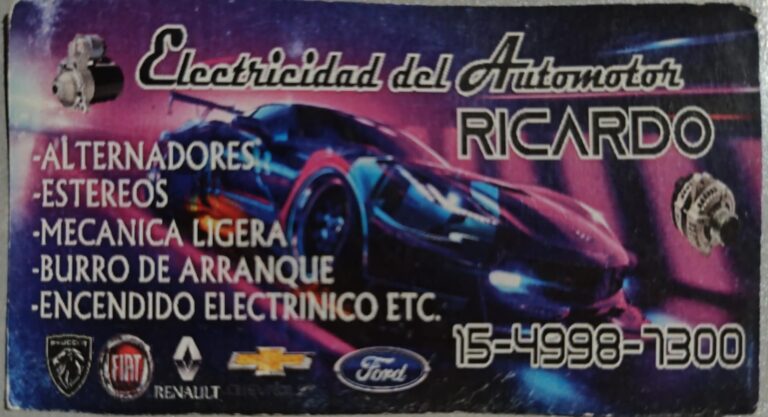 Electricidad del Automotor
RICARDO
-ALTERNADORES
-ESTEREOS
-MECANICA LIGERA
-BURRO DE ARRANQUE
-ENCENDIDO ELECTRINICO ETC.
15-4998-7300
FIAT
RENAULT
Ford